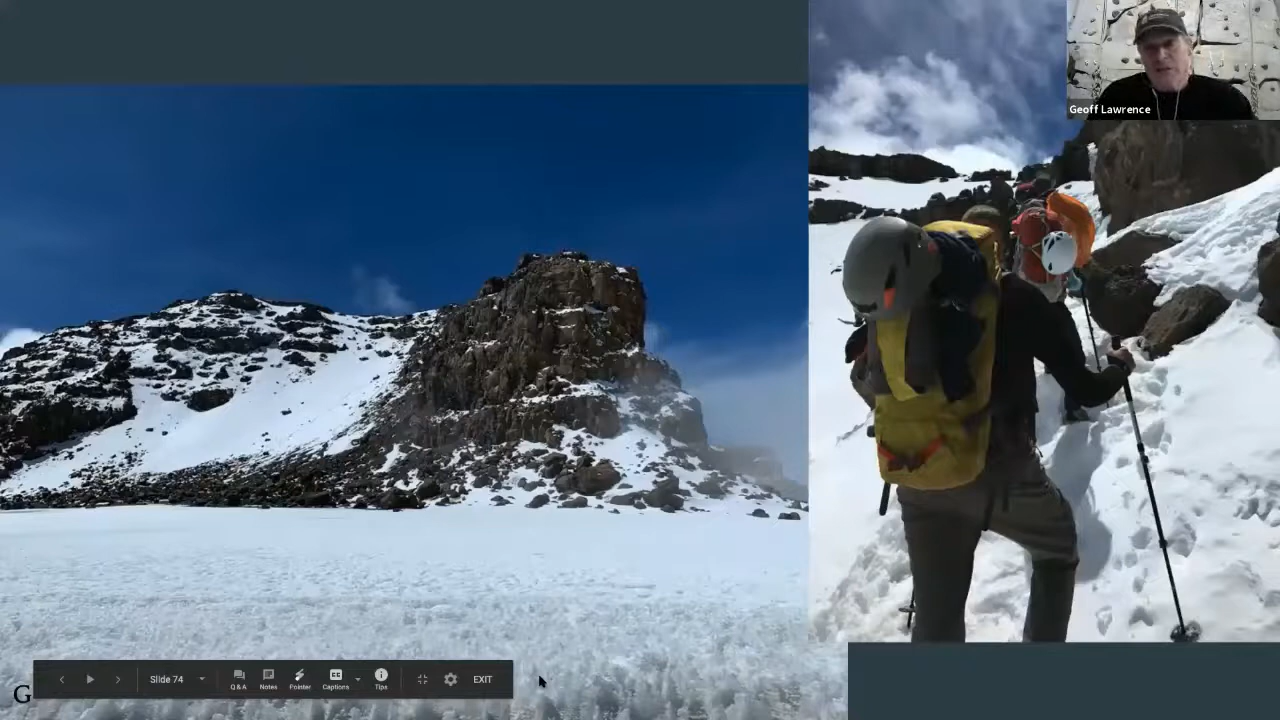 Geoff Lawrence
G
Slide 74
Q&A
Notes
Pointer
Captions
Tips
EXIT